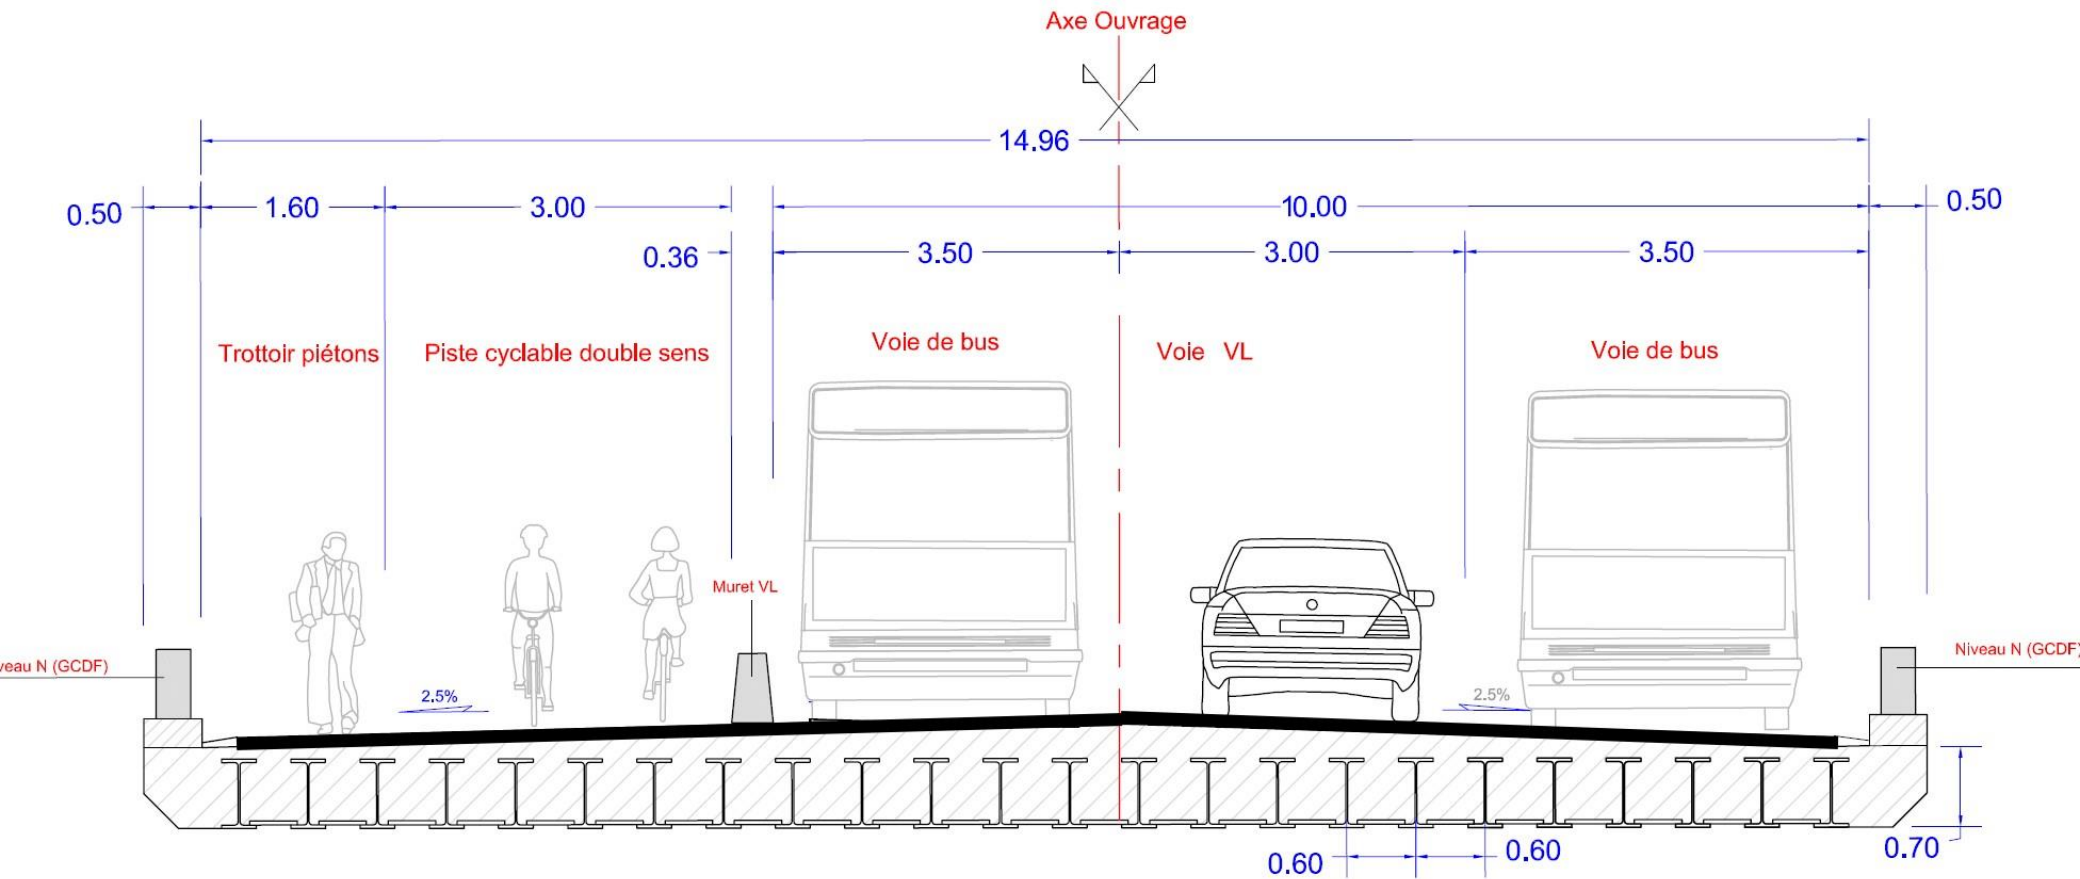 Axe Ouvrage
14.96
0.50
1.60
3.00
10.00
0.50
0.36
3.50
3.00
3.50
Trottoir piétons
Piste cyclable double sens
Voie de bus
Voie VL
Voie de bus
Muret VL
veau N (GCDF)
Niveau N (GCDF)
2.5%
2.5%
0.60
0.60
0.70